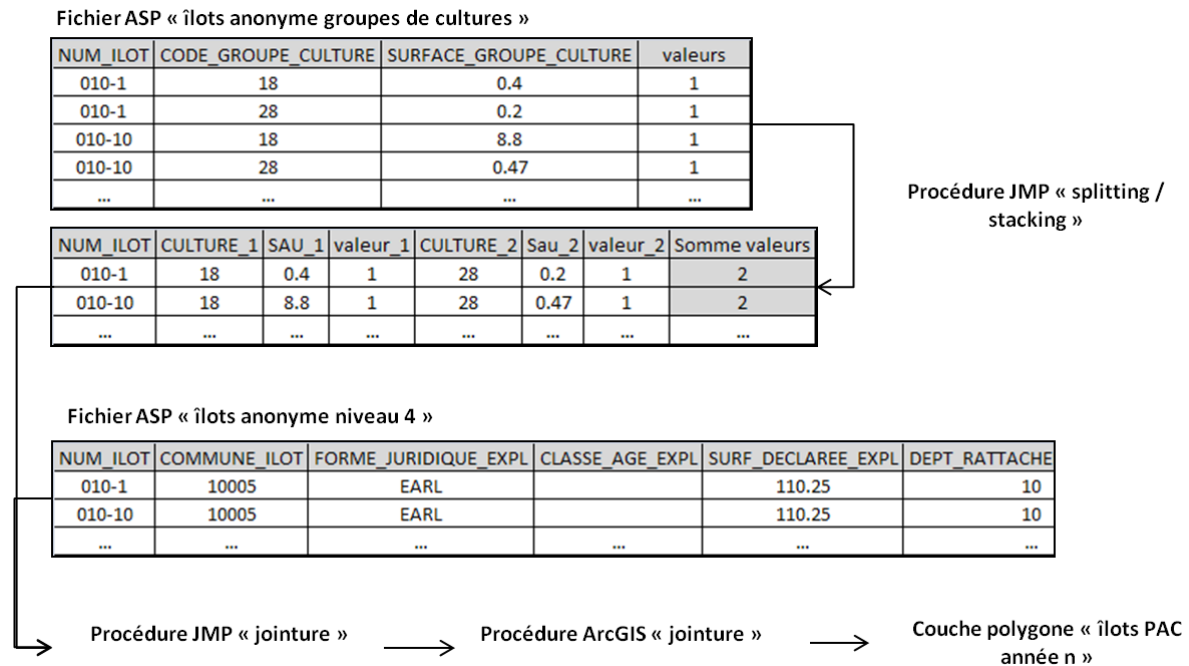 Fichier ASP « îlots anonyme groupes de cultures »
NUM_ILOT CODE_GROUPE_CULTURE SURFACE_GROUPE_CULTURE valeurs
010-1 18 0.4 1
010-1 28 0.2 1
010-10 18 8.8 1
010-10 28 0.47 1
... ... ... ...
Procédure JMP « splitting /
stacking »
NUM_ILOT CULTURE_1 SAU_1 valeur_1 CULTURE_2 Sau_2 valeur_2 Somme valeurs
010-1 18 0.4 1 28 0.2 1 2
010-10 18 8.8 1 28 0.47 1 2
... ... ... ... ... ... ... ...
Fichier ASP « îlots anonyme niveau 4 »
NUM_ILOT COMMUNE_ILOT FORME_JURIDIQUE_EXPL CLASSE_AGE_EXPL SURF_DECLAREE_EXPL DEPT_RATTACHE
010-1 10005 EARL 110.25 10
010-10 10005 EARL 110.25 10
... ... ... ... ... ...
Procédure JMP « jointure »
Procédure ArcGIS « jointure »
Couche polygone « îlots PAC
année n »